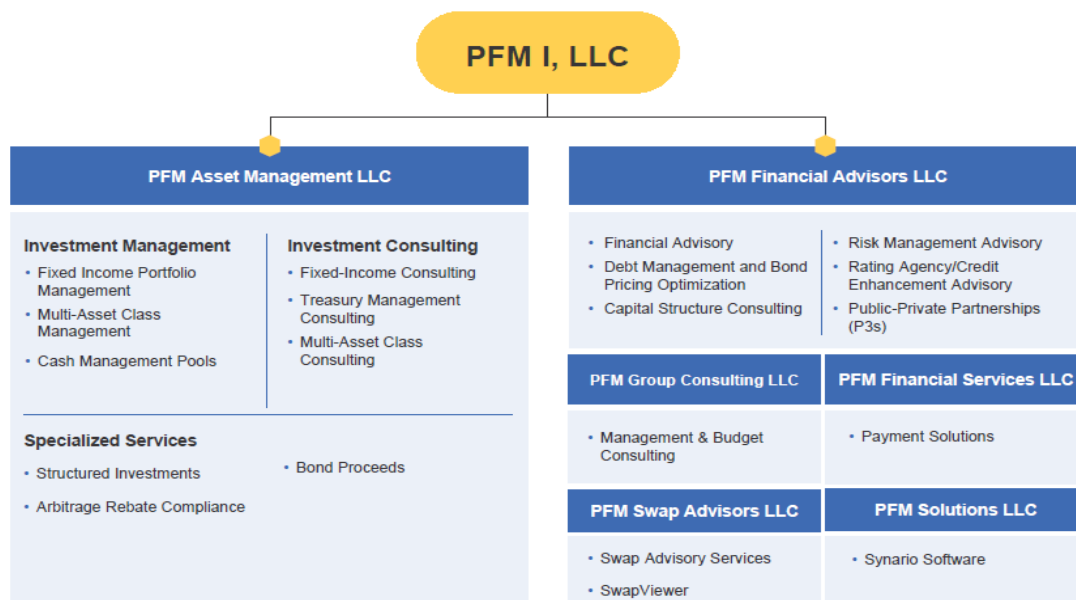 PFM I, LLC
PFM Asset Management LLC
Investment Management
• Fixed Income Portfolio
Management
• Multi-Asset Class
Management
• Cash Management Pools
Investment Consulting
• Fixed-Income Consulting
• Treasury Management
Consulting
• Multi-Asset Class
Consulting
Specialized Services
• Structured Investments
• Arbitrage Rebate Compliance
• Bond Proceeds
PFM Financial Advisors LLC
• Financial Advisory
• Debt Management and Bond
Pricing Optimization
• Capital Structure Consulting
• Risk Management Advisory
• Rating Agency/Credit
Enhancement Advisory
• Public-Private Partnerships
(P3s)
PFM Group Consulting LLC
• Management & Budget
Consulting
PFM Financial Services LLC
• Payment Solutions
PFM Swap Advisors LLC
• Swap Advisory Services
• SwapViewer
PFM Solutions LLC
• Synario Software